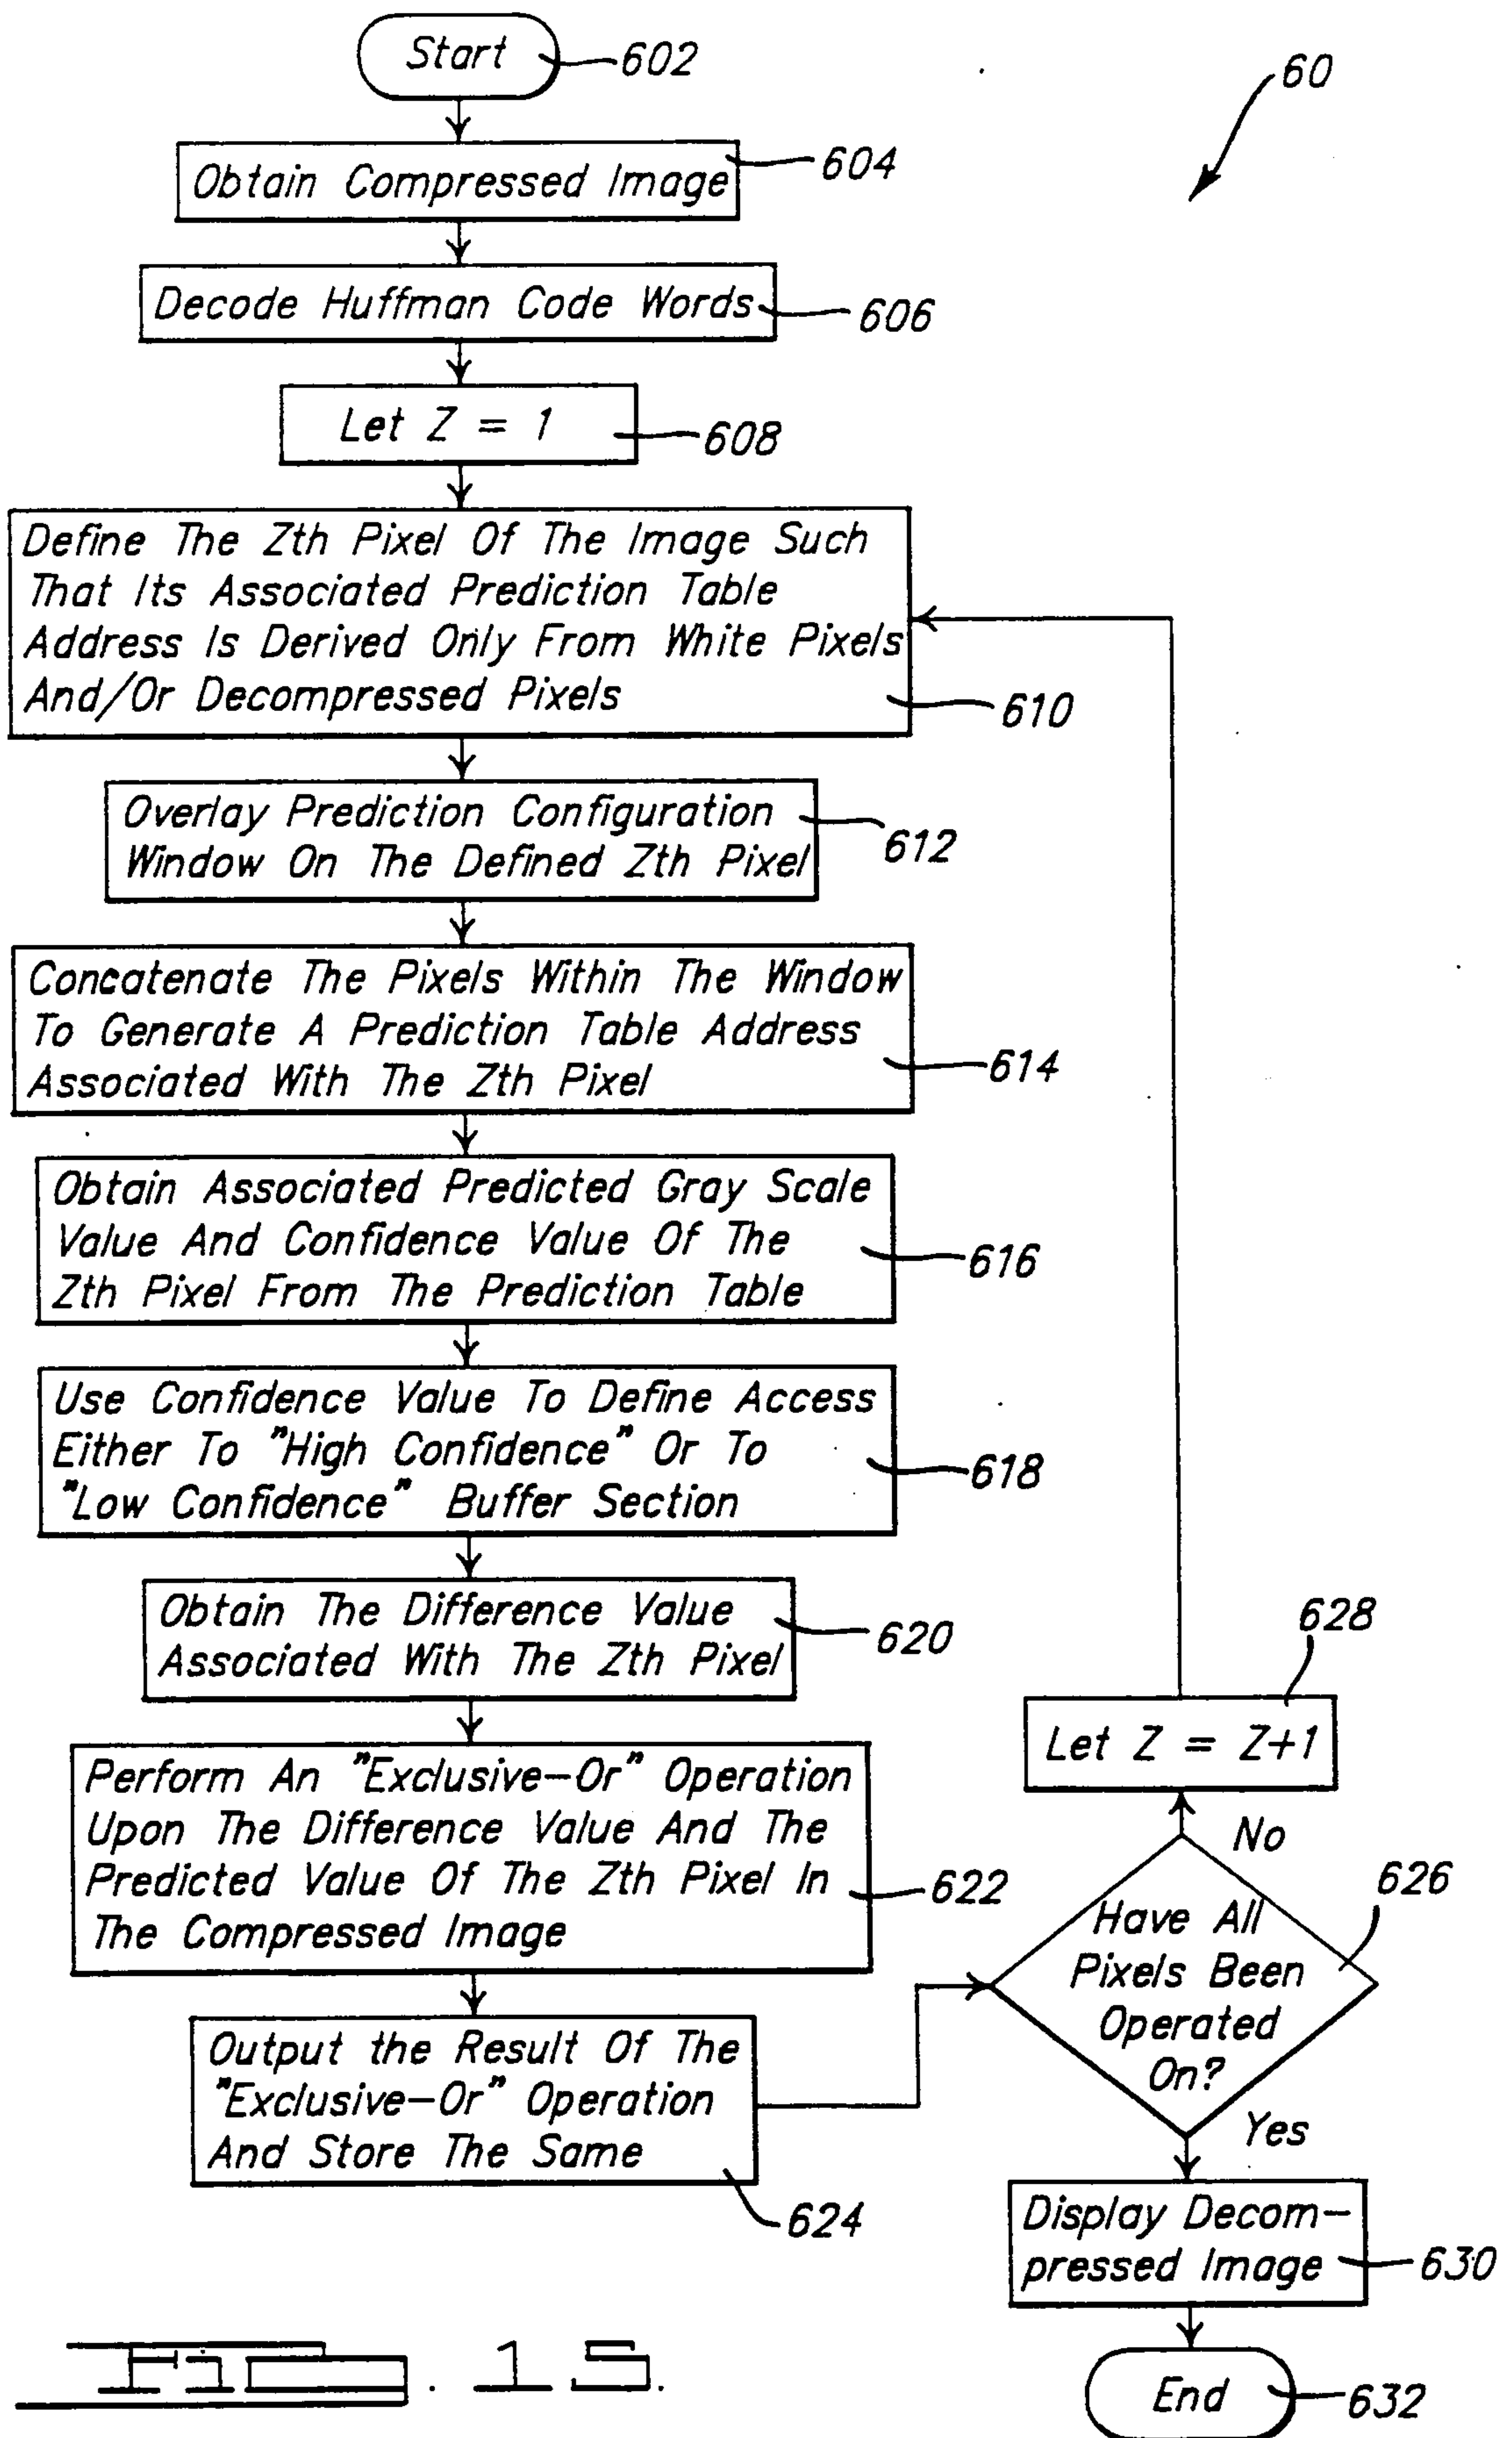 Start
602
60
Obtain Compressed Image
604
Decode Huffman Code Words
606
Let Z = 1
608
Define The Zth Pixel Of The Image Such
That Its Associated Prediction Table
Address Is Derived Only From White Pixels
And/Or Decompressed Pixels
610
Overlay Prediction Configuration
Window On The Defined Zth Pixel
612
Concatenate The Pixels Within The Window
To Generate A Prediction Table Address
Associated With The Zth Pixel
614
Obtain Associated Predicted Gray Scale
Value And Confidence Value Of The
Zth Pixel From The Prediction Table
616
Use Confidence Value To Define Access
Either To "High Confidence" Or To
"Low Confidence" Buffer Section
618
Obtain The Difference Value
Associated With The Zth Pixel
620
Perform An "Exclusive-Or" Operation
Upon The Difference Value And The
Predicted Value Of The Zth Pixel In
The Compressed Image
622
Output the Result Of The
"Exclusive-Or" Operation
And Store The Same
624
628
Let Z = Z+1
No
626
Have All
Pixels Been
Operated
On?
Yes
Display Decom-
pressed Image
630
End
632
Fig. 15.